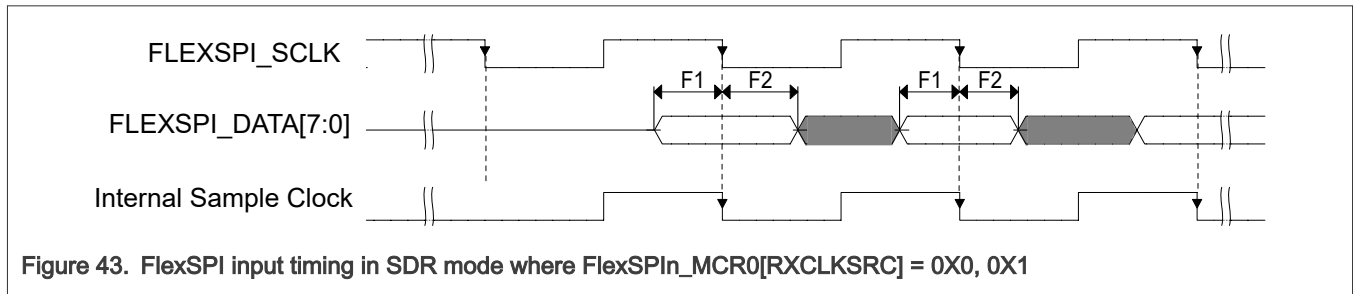 FLEXSPI_SCLK
F1 F2 F1 F2
FLEXSPI_DATA[7:0]
Internal Sample Clock
Figure 43. FlexSPI input timing in SDR mode where FlexSPIn_MCR0[RXCLKSRC] = 0X0, 0X1